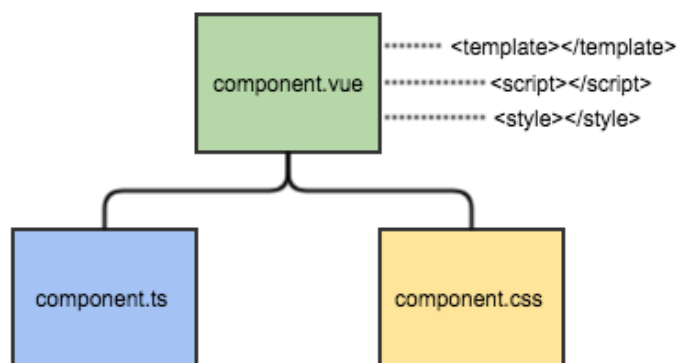 component.vue
<template></template>
<script></script>
<style></style>
component.ts
component.css